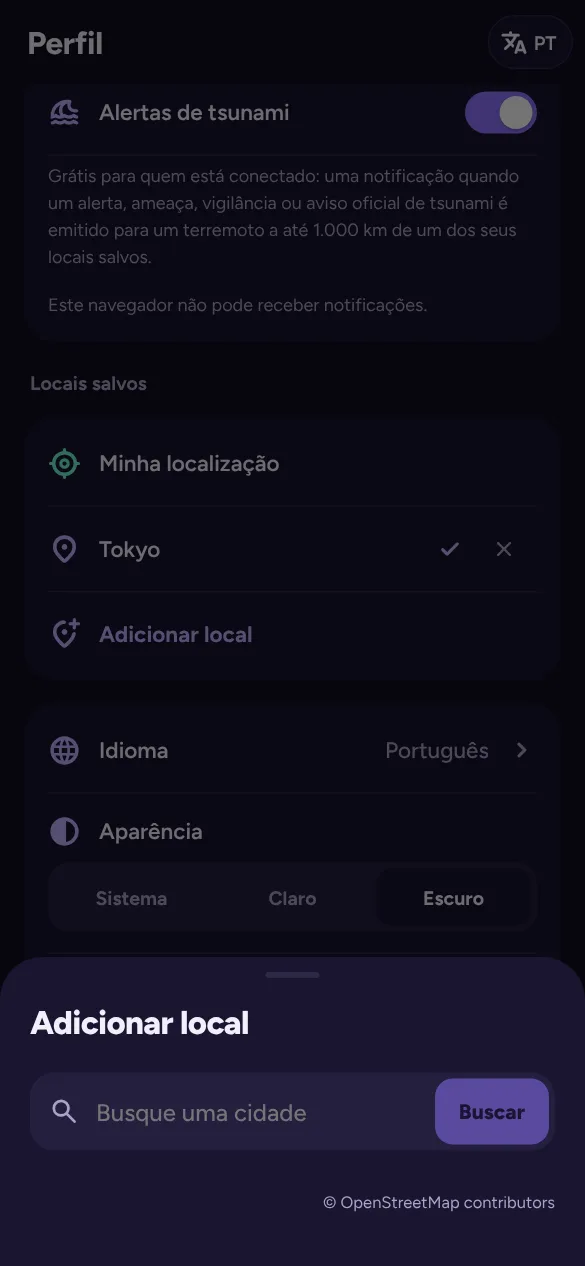 Perfil
PT
Alertas de tsunami
Grátis para quem está conectado: uma notificação quando
um alerta, ameaça, vigilância ou aviso oficial de tsunami é
emitido para um terremoto a até 1.000 km de um dos seus
locais salvos.
Este navegador não pode receber notificações.
Locais salvos
Minha localização
Tokyo
Adicionar local
Idioma
Português
Aparência
Sistema
Claro
Escuro
Adicionar local
Busque uma cidade
Buscar
© OpenStreetMap contributors